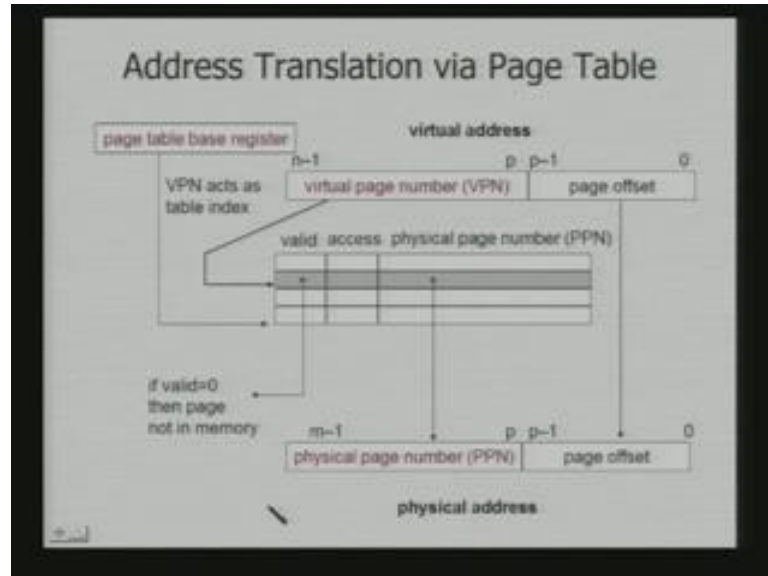 Address Translation via Page Table
page table base register
virtual address
n–1 p p–1 0
VPN acts as
table index
virtual page number (VPN) page offset
valid access physical page number (PPN)
if valid=0
then page
not in memory
m–1 p p–1 0
physical page number (PPN) page offset
physical address